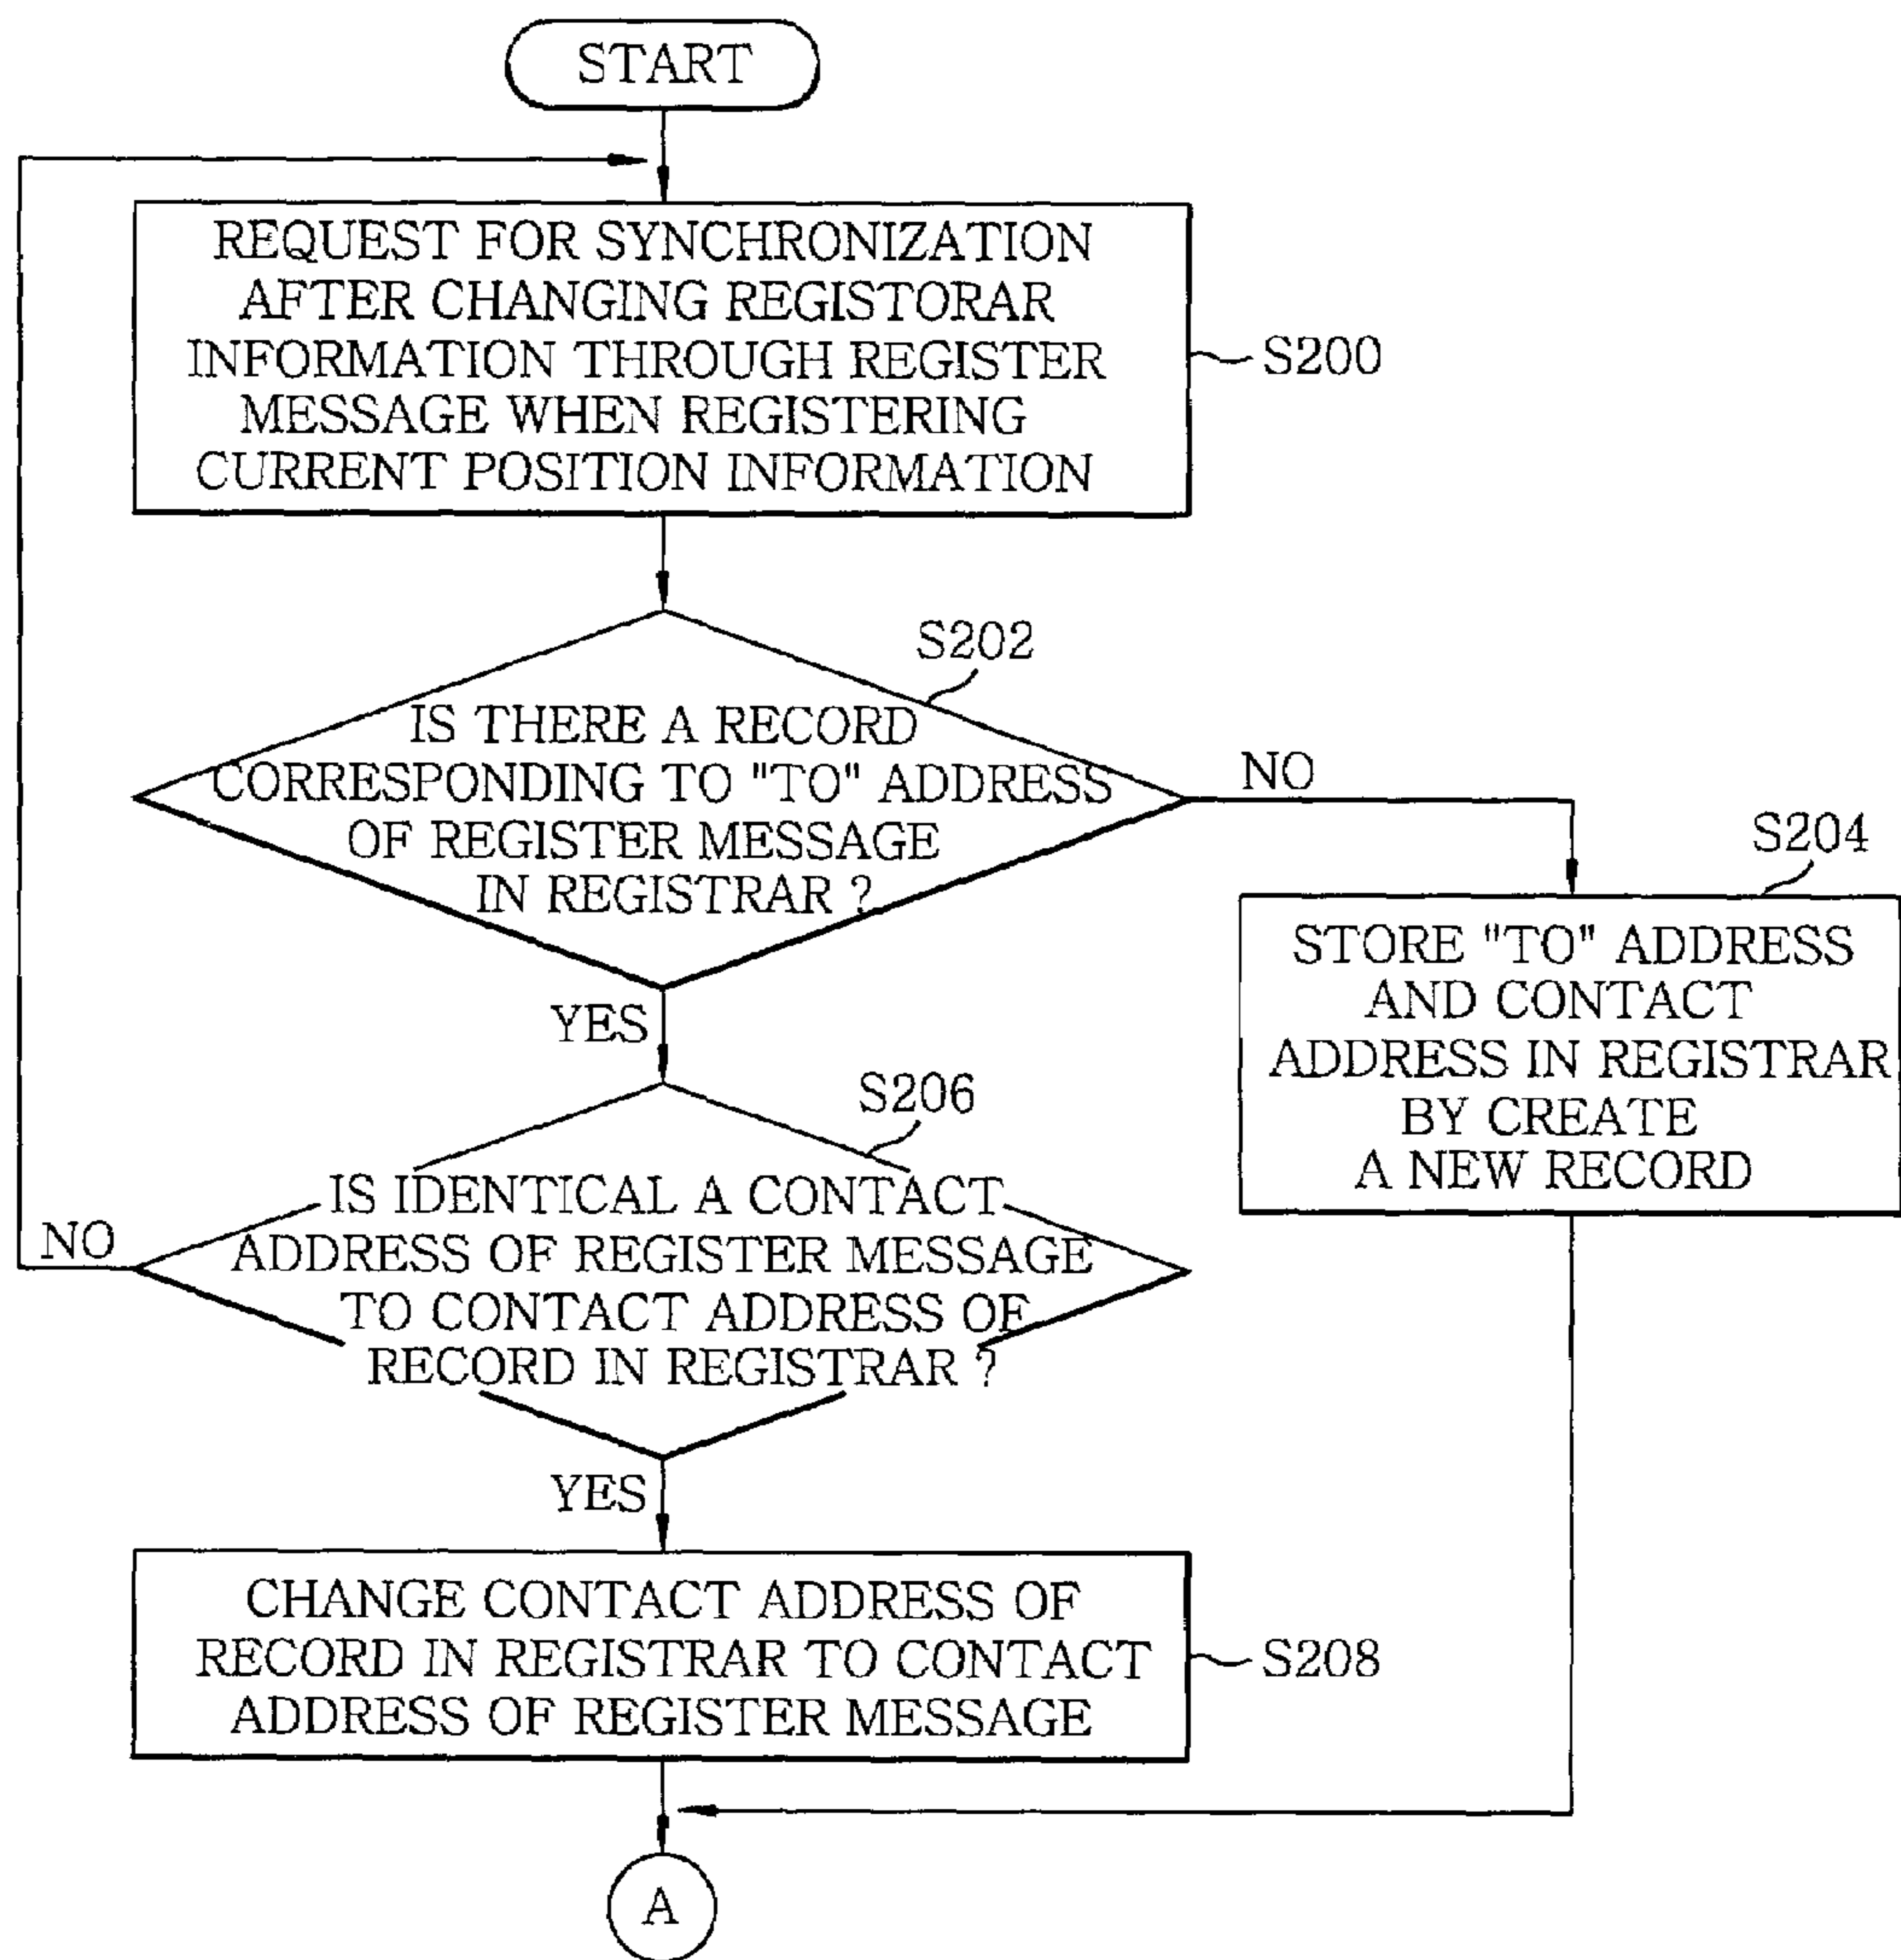 START
REQUEST FOR SYNCHRONIZATION
AFTER CHANGING REGISTORAR
INFORMATION THROUGH REGISTER
MESSAGE WHEN REGISTERING
CURRENT POSITION INFORMATION
S200
S202
IS THERE A RECORD
CORRESPONDING TO "TO" ADDRESS
OF REGISTER MESSAGE
IN REGISTRAR ?
NO
YES
S204
STORE "TO" ADDRESS
AND CONTACT
ADDRESS IN REGISTRAR
BY CREATE
A NEW RECORD
S206
IS IDENTICAL A CONTACT
ADDRESS OF REGISTER MESSAGE
TO CONTACT ADDRESS OF
RECORD IN REGISTRAR ?
NO
YES
CHANGE CONTACT ADDRESS OF
RECORD IN REGISTRAR TO CONTACT
ADDRESS OF REGISTER MESSAGE
S208
A